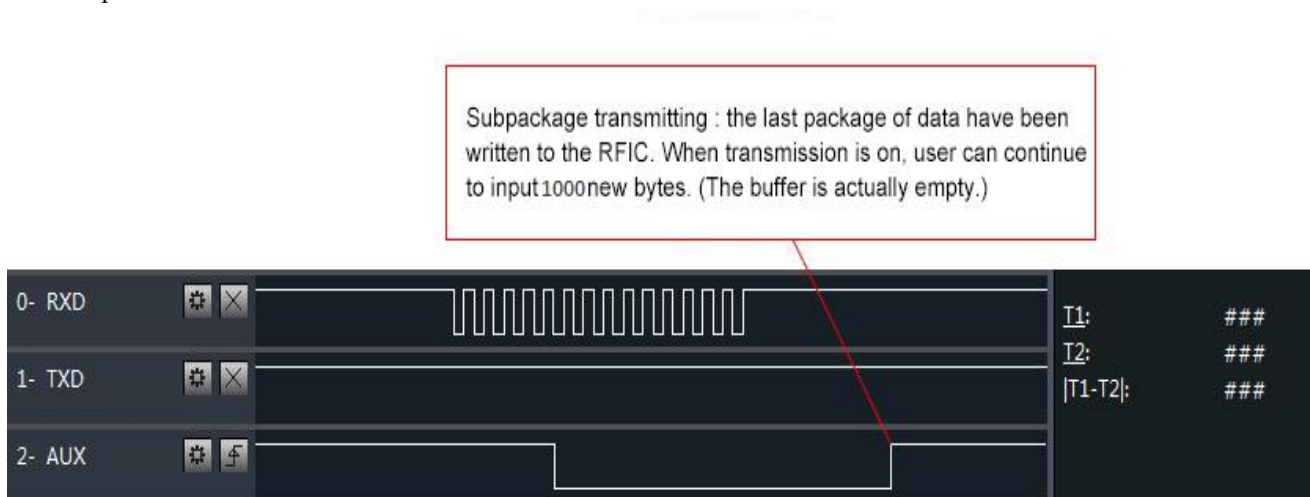 Subpackage transmitting : the last package of data have been
written to the RFIC. When transmission is on, user can continue
to input 1000 new bytes. (The buffer is actually empty.)
0- RXD
T1: ###
T2: ###
1- TXD
|T1-T2|: ###
2- AUX